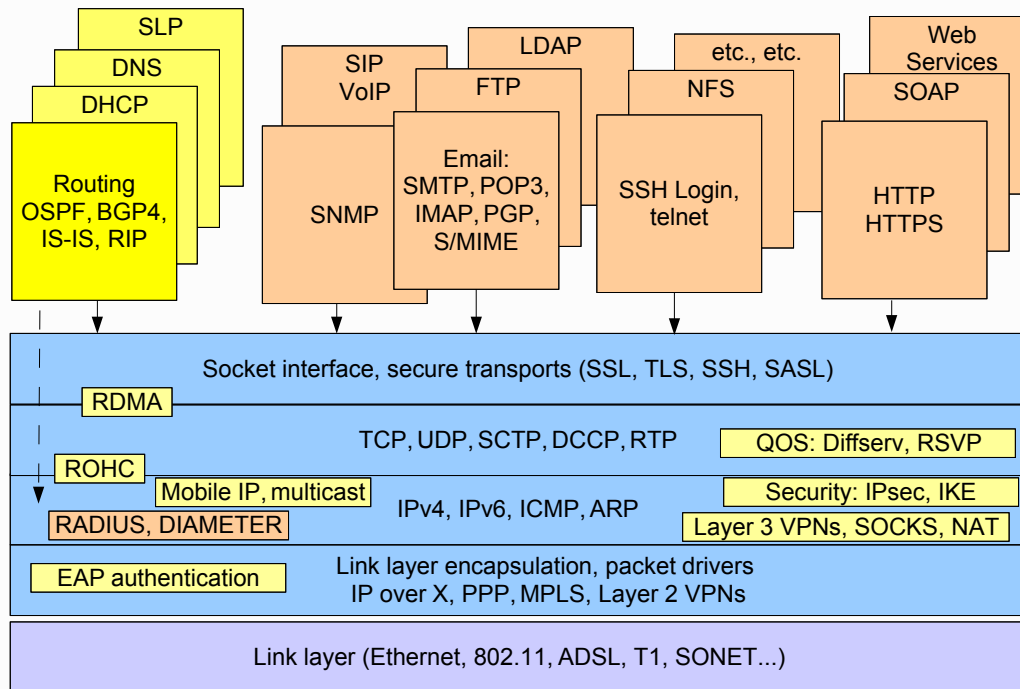 SLP
DNS
DHCP
Routing
OSPF, BGP4,
IS-IS, RIP
SIP
VoIP
SNMP
LDAP
FTP
Email:
SMTP, POP3,
IMAP, PGP,
S/MIME
etc., etc.
NFS
SSH Login,
telnet
Web
Services
SOAP
HTTP
HTTPS
Socket interface, secure transports (SSL, TLS, SSH, SASL)
RDMA
TCP, UDP, SCTP, DCCP, RTP
QOS: Diffserv, RSVP
ROHC
Mobile IP, multicast
IPv4, IPv6, ICMP, ARP
Security: IPsec, IKE
RADIUS, DIAMETER
Layer 3 VPNs, SOCKS, NAT
EAP authentication
Link layer encapsulation, packet drivers
IP over X, PPP, MPLS, Layer 2 VPNs
Link layer (Ethernet, 802.11, ADSL, T1, SONET...)